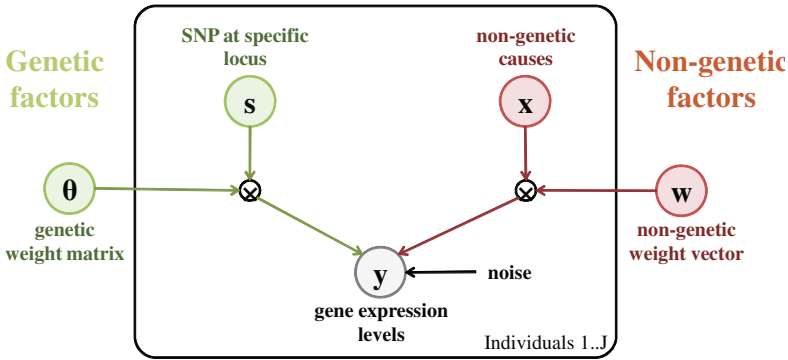 Genetic
factors
SNP at specific
locus
s
non-genetic
causes
x
Non-genetic
factors
θ
genetic
weight matrix
w
non-genetic
weight vector
y
noise
gene expression
levels
Individuals 1..J